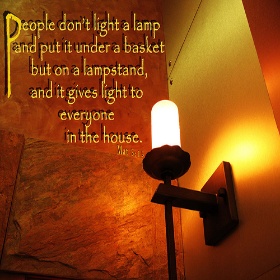 People don't light a lamp
and put it under a basket
but on a lampstand,
and it gives light to
everyone
in the house.